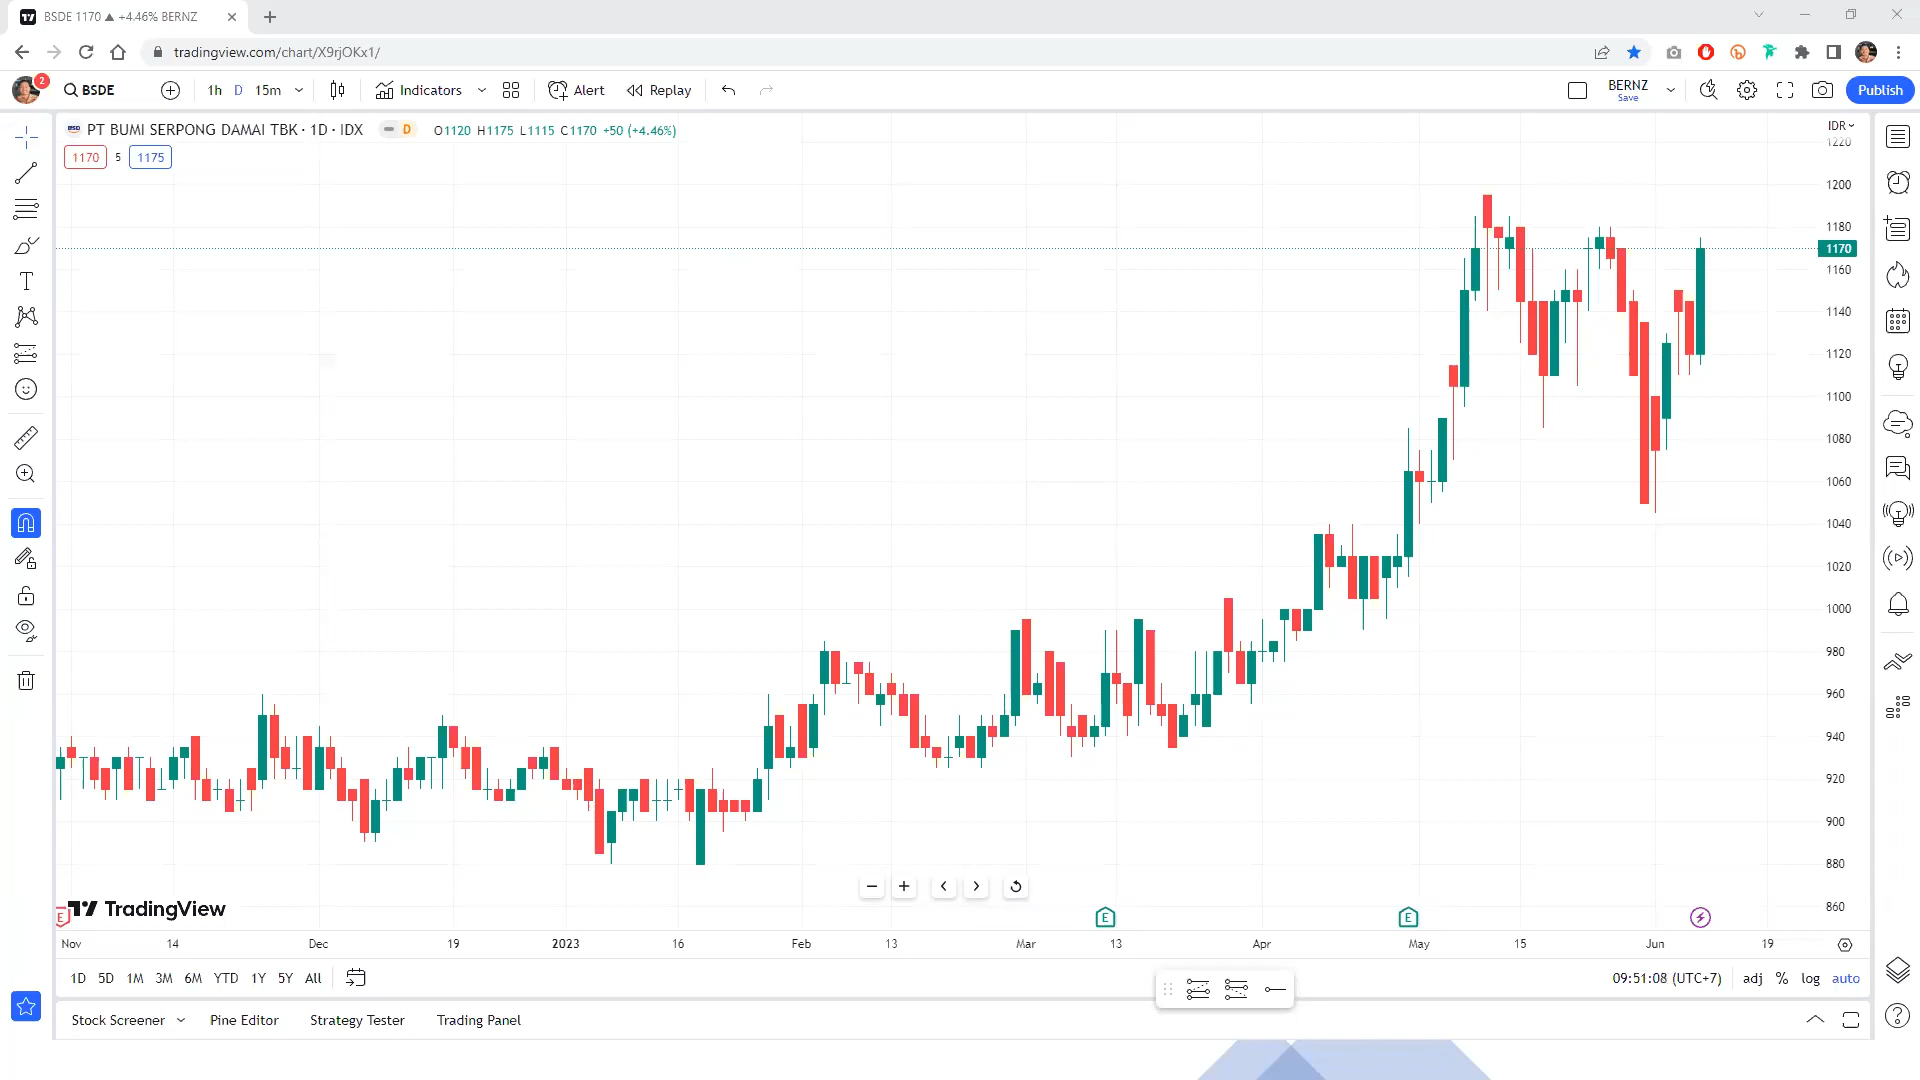 BSDE 1170 ▲ +4.46% BERNZ
tradingview.com/chart/X9rjOKx1/
2
BSDE
1h D 15m
Indicators
Alert
Replay
BERNZ
Save
Publish
PT BUMI SERPONG DAMAI TBK · 1D · IDX
D
O1120 H1175 L1115 C1170 +50 (+4.46%)
1170 5 1175
IDR
1220
1200
1180
1170
1160
1140
1120
1100
1080
1060
1040
1020
1000
980
960
940
920
900
880
860
TradingView
E
E
E
Nov 14 Dec 19 2023 16 Feb 13 Mar 13 Apr May 15 Jun 19
1D 5D 1M 3M 6M YTD 1Y 5Y All
09:51:08 (UTC+7) adj % log auto
Stock Screener Pine Editor Strategy Tester Trading Panel